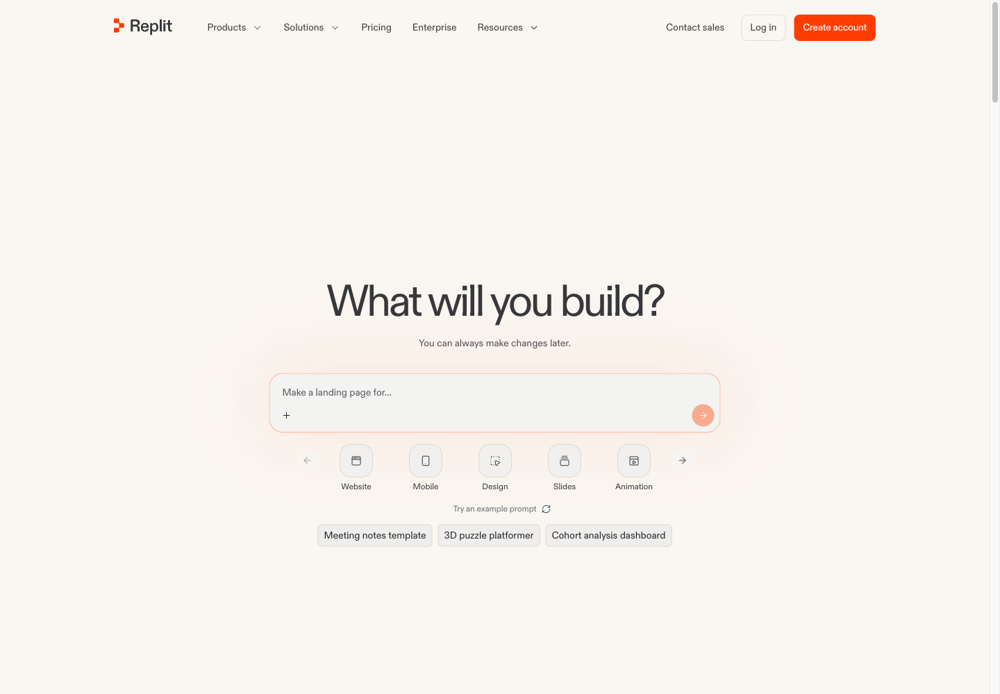 Replit Products Solutions Pricing Enterprise Resources Contact sales Log in Create account
What will you build?
You can always make changes later.
Make a landing page for...
Website Mobile Design Slides Animation
Try an example prompt
Meeting notes template 3D puzzle platformer Cohort analysis dashboard